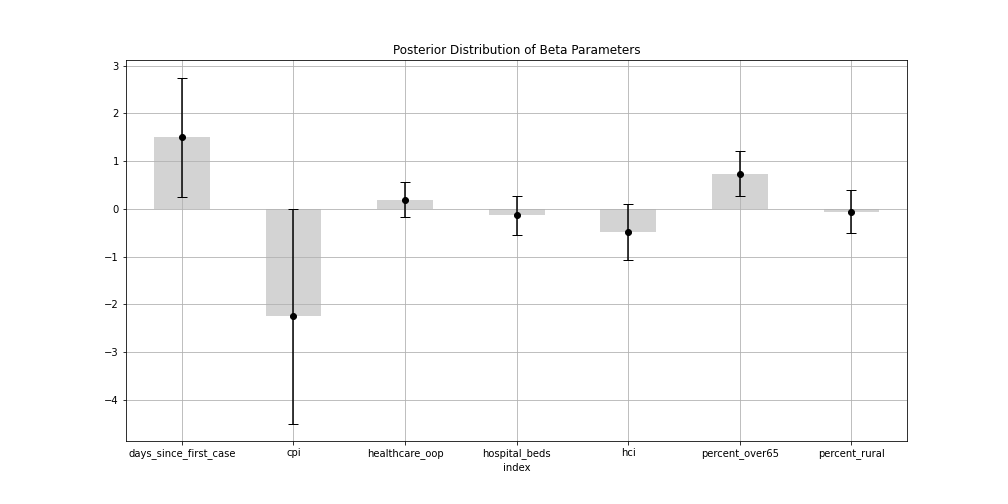 Posterior Distribution of Beta Parameters
3
2
1
0
−1
−2
−3
−4
days_since_first_case cpi healthcare_oop hospital_beds hci percent_over65 percent_rural
index